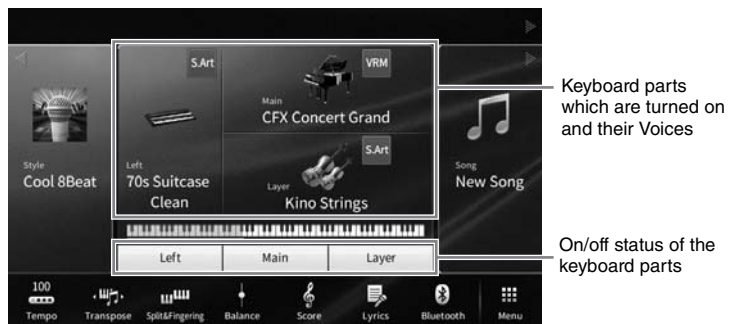 S.Art
VRM
Main
CFX Concert Grand
Style
Cool 8Beat
Left
70s Suitcase
Clean
S.Art
Layer
Kino Strings
Song
New Song
Left
Main
Layer
100
Tempo
Transpose
Split&Fingering
Balance
Score
Lyrics
Bluetooth
Menu
Keyboard parts
which are turned on
and their Voices
On/off status of the
keyboard parts